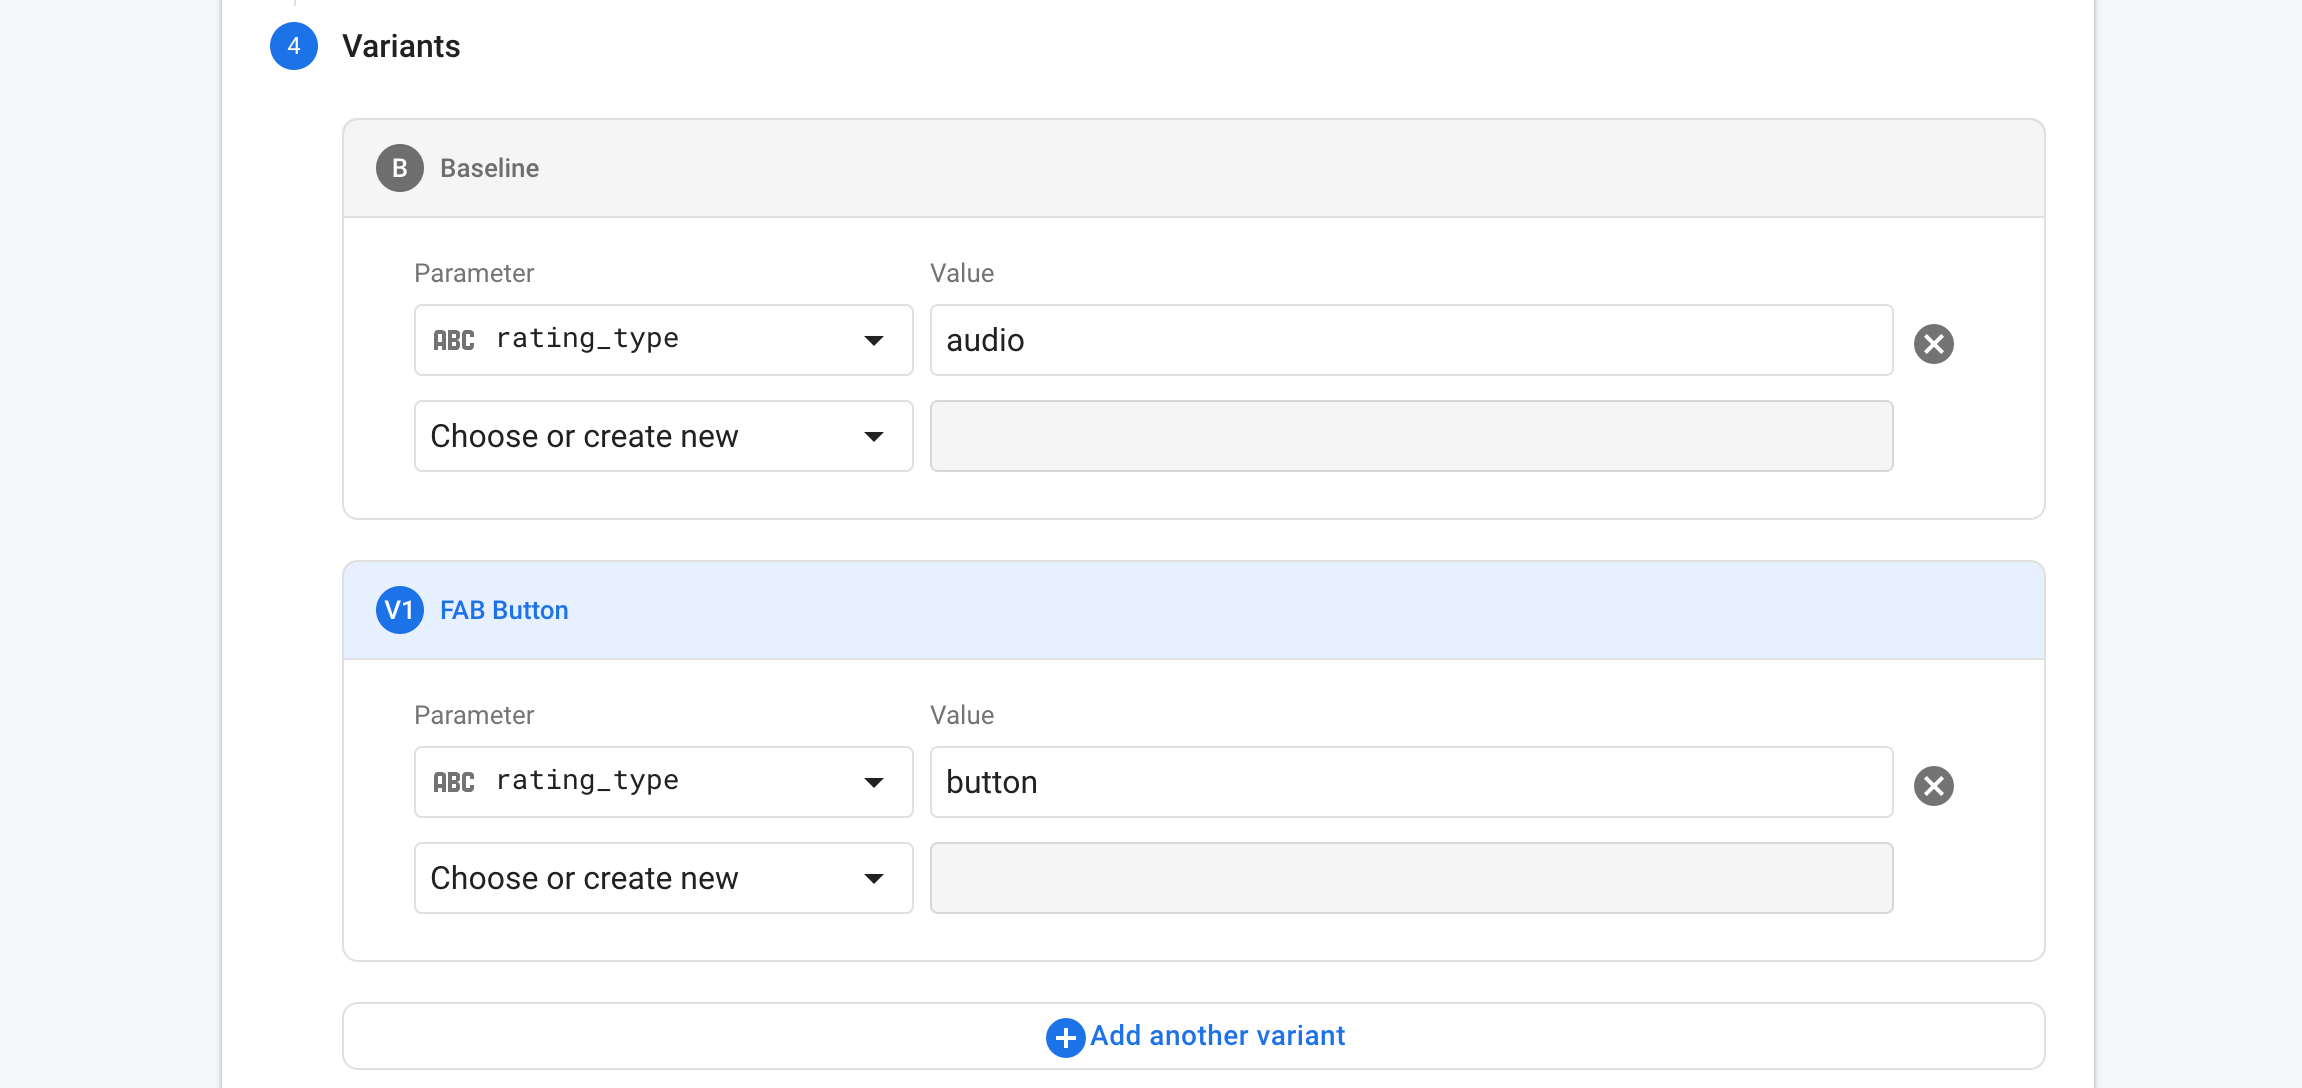 4 Variants
B Baseline
Parameter Value
ABC rating_type audio
Choose or create new
V1 FAB Button
Parameter Value
ABC rating_type button
Choose or create new
Add another variant